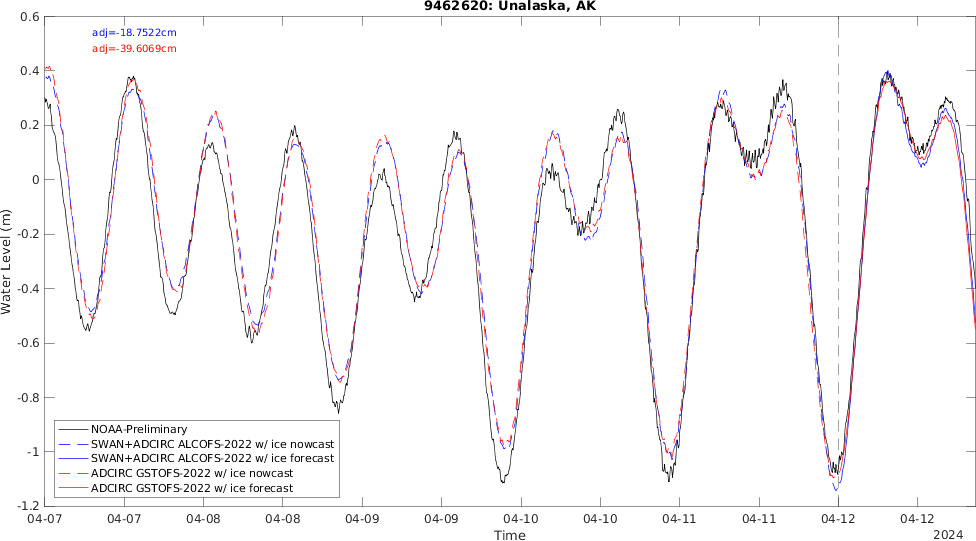 9462620: Unalaska, AK
adj=-18.7522cm
adj=-39.6069cm
0.6
0.4
0.2
0
-0.2
-0.4
-0.6
-0.8
-1
-1.2
Water Level (m)
NOAA-Preliminary
SWAN+ADCIRC ALCOFS-2022 w/ ice nowcast
SWAN+ADCIRC ALCOFS-2022 w/ ice forecast
ADCIRC GSTOFS-2022 w/ ice nowcast
ADCIRC GSTOFS-2022 w/ ice forecast
04-07 04-07 04-08 04-08 04-09 04-09 04-10 04-10 04-11 04-11 04-12 04-12
Time
2024